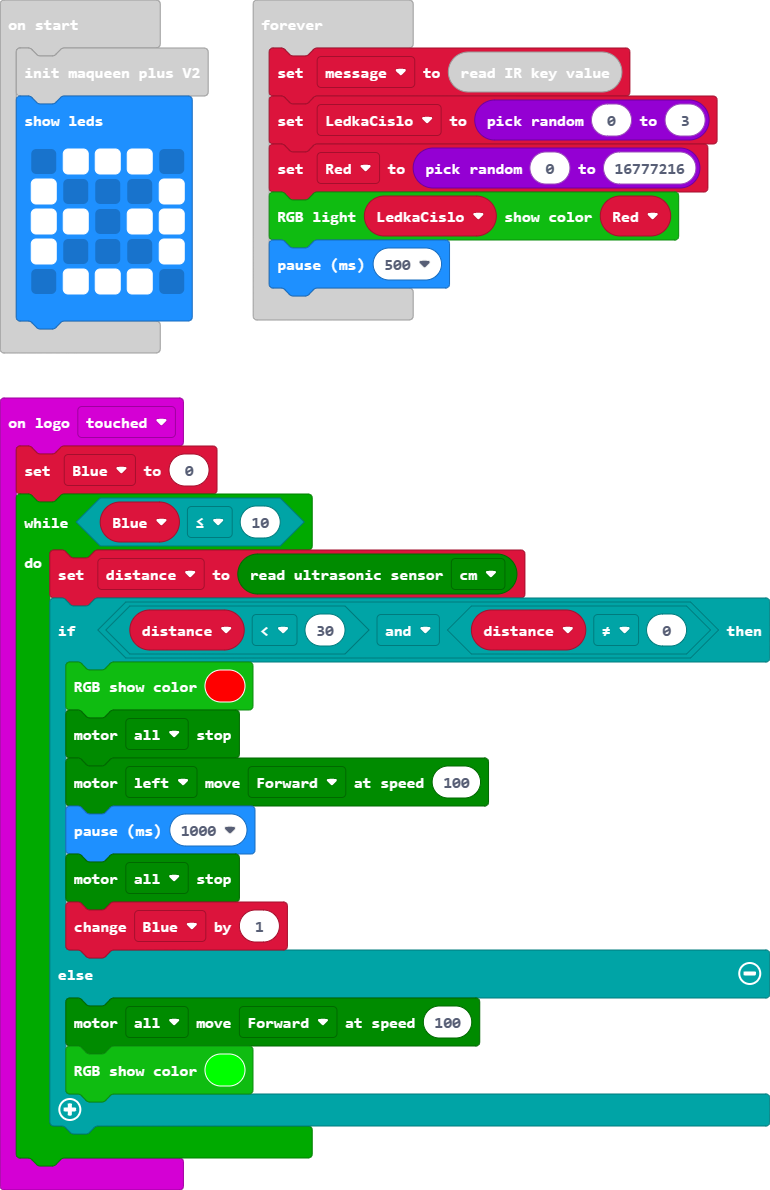 on start
init maqueen plus V2
show leds
forever
set message to read IR key value
set LedkaCislo to pick random 0 to 3
set Red to pick random 0 to 16777216
RGB light LedkaCislo show color Red
pause (ms) 500
on logo touched
set Blue to 0
while Blue ≤ 10
do
set distance to read ultrasonic sensor cm
if distance < 30 and distance ≠ 0 then
RGB show color
motor all stop
motor left move Forward at speed 100
pause (ms) 1000
motor all stop
change Blue by 1
else
motor all move Forward at speed 100
RGB show color